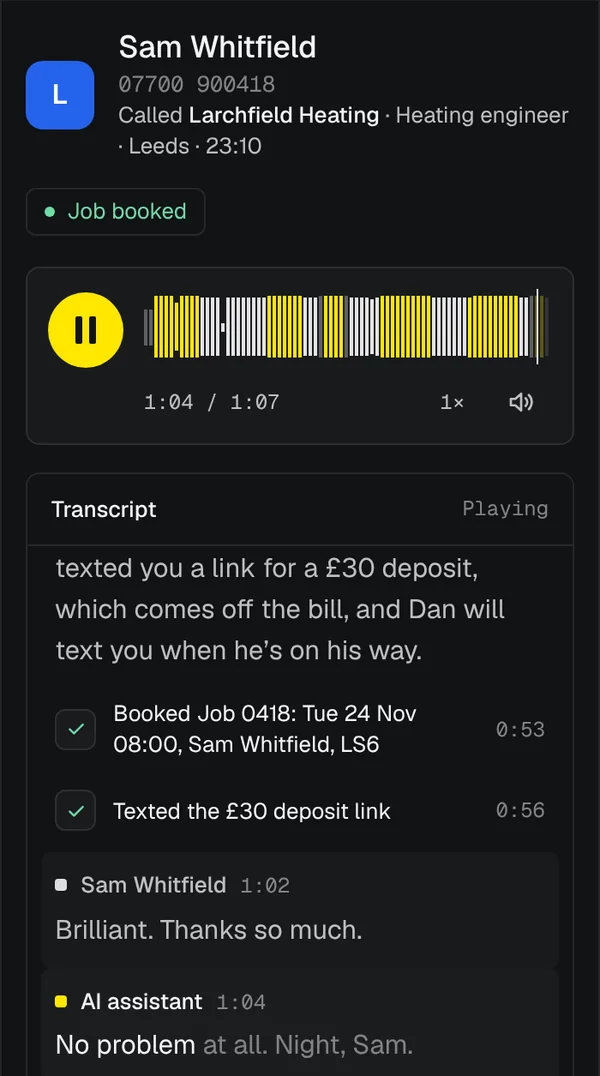 Sam Whitfield
L
07700 900418
Called Larchfield Heating · Heating engineer
· Leeds · 23:10
Job booked
1:04 / 1:07
1×
Transcript
Playing
texted you a link for a £30 deposit,
which comes off the bill, and Dan will
text you when he’s on his way.
Booked Job 0418: Tue 24 Nov
08:00, Sam Whitfield, LS6
0:53
Texted the £30 deposit link
0:56
Sam Whitfield 1:02
Brilliant. Thanks so much.
AI assistant 1:04
No problem at all. Night, Sam.